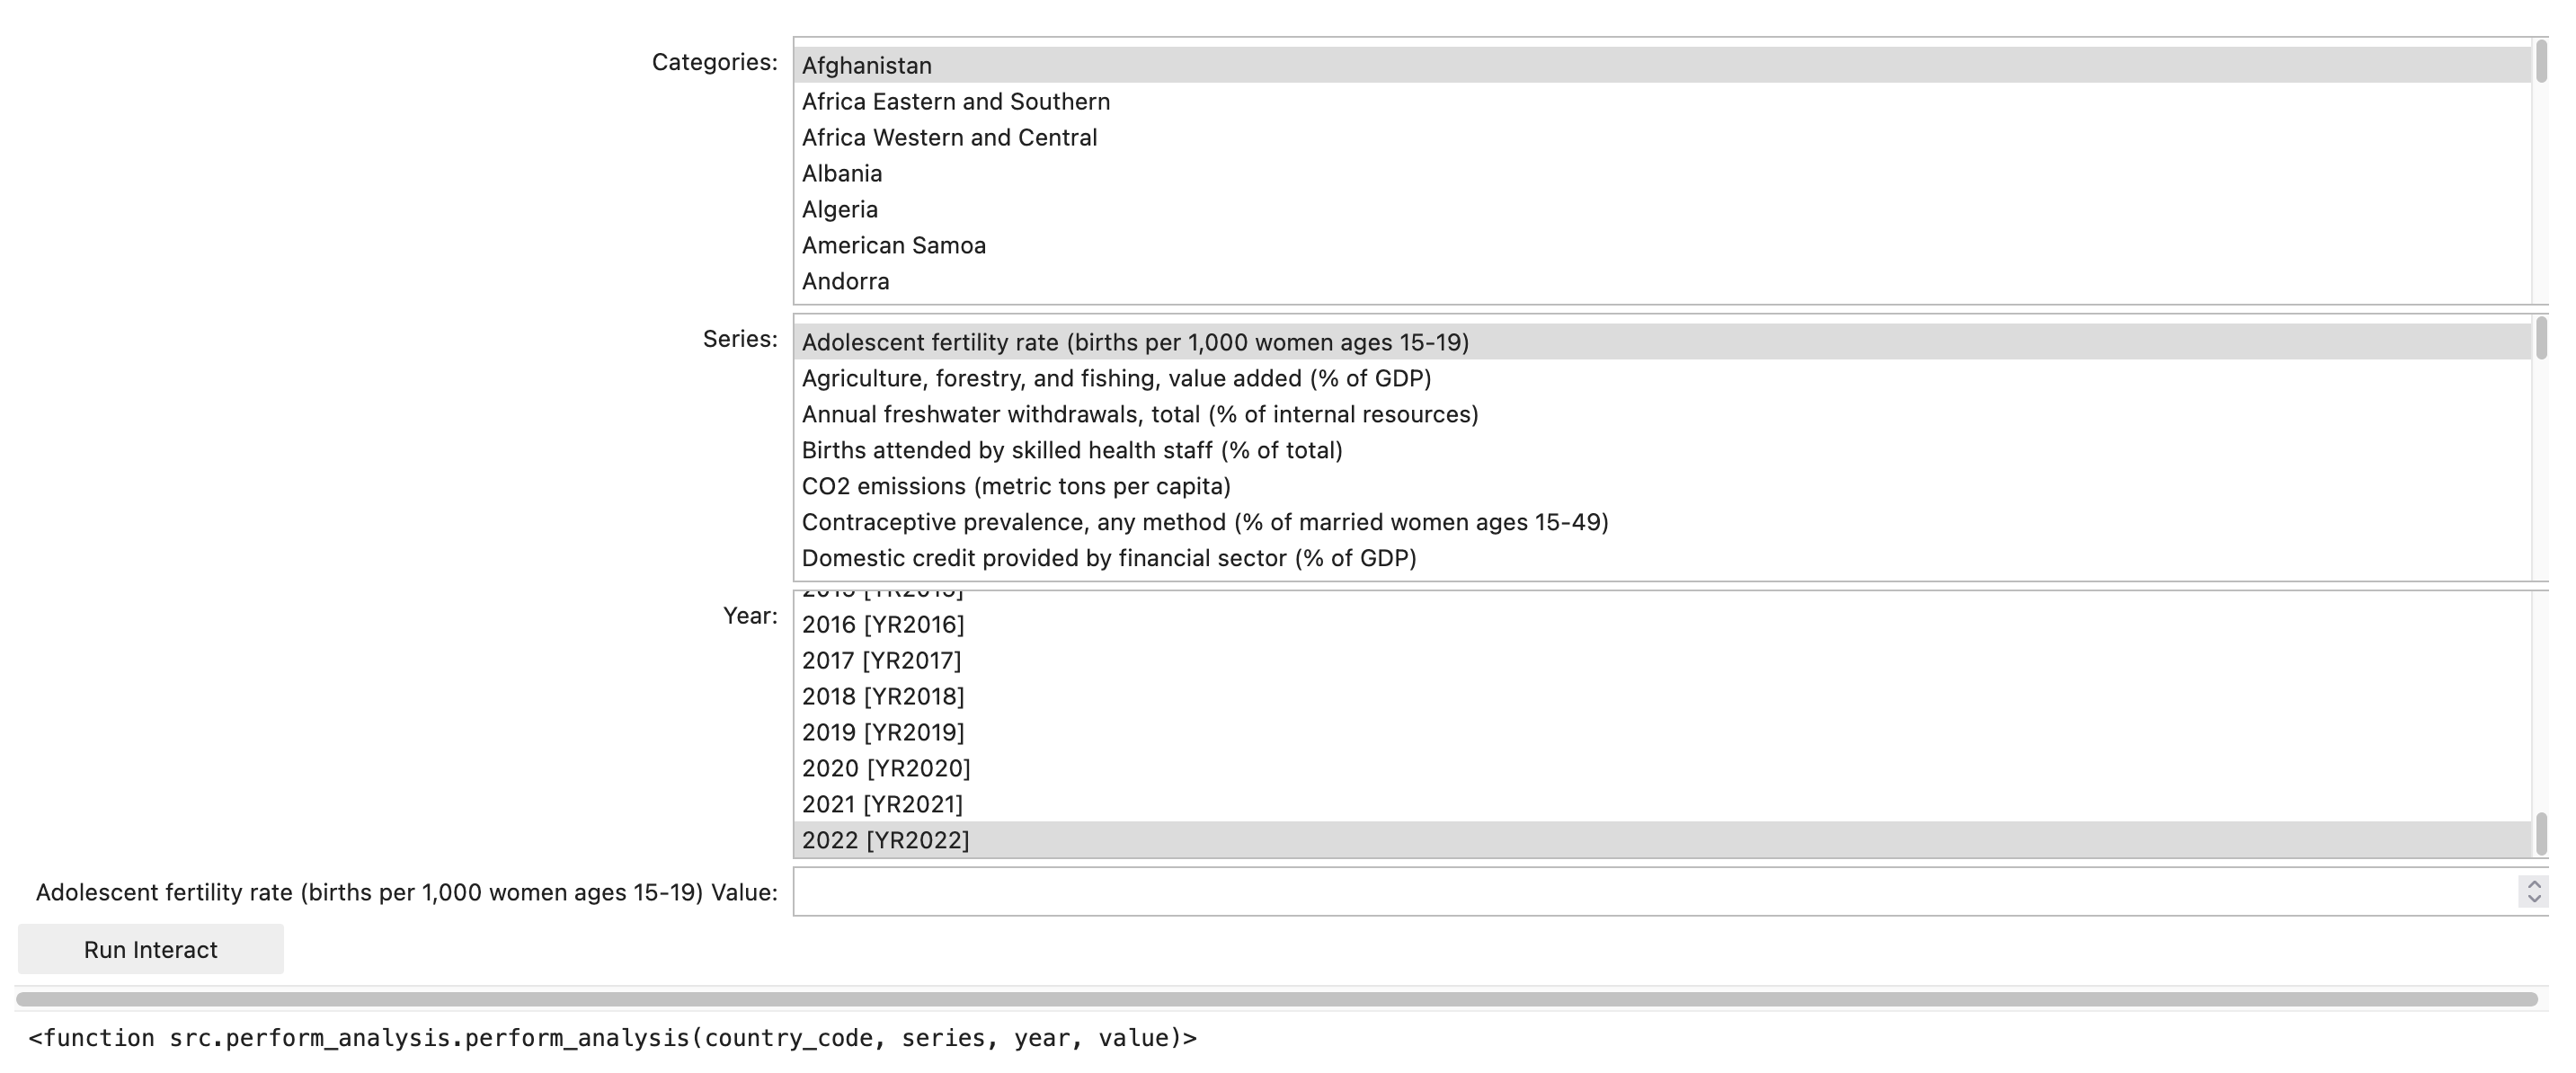 Categories:
Afghanistan
Africa Eastern and Southern
Africa Western and Central
Albania
Algeria
American Samoa
Andorra
Series:
Adolescent fertility rate (births per 1,000 women ages 15-19)
Agriculture, forestry, and fishing, value added (% of GDP)
Annual freshwater withdrawals, total (% of internal resources)
Births attended by skilled health staff (% of total)
CO2 emissions (metric tons per capita)
Contraceptive prevalence, any method (% of married women ages 15-49)
Domestic credit provided by financial sector (% of GDP)
Year:
2015 [YR2015]
2016 [YR2016]
2017 [YR2017]
2018 [YR2018]
2019 [YR2019]
2020 [YR2020]
2021 [YR2021]
2022 [YR2022]
Adolescent fertility rate (births per 1,000 women ages 15-19) Value:
Run Interact
<function src.perform_analysis.perform_analysis(country_code, series, year, value)>